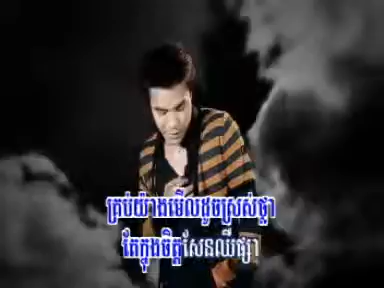 គ្រប់យ៉ាងមើលដូចស្រស់ថ្លា
តែក្នុងចិត្តសែនឈឺផ្សា